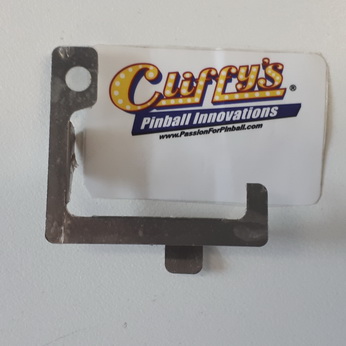 Cliffy's ®
Pinball Innovations
www.PassionForPinball.com